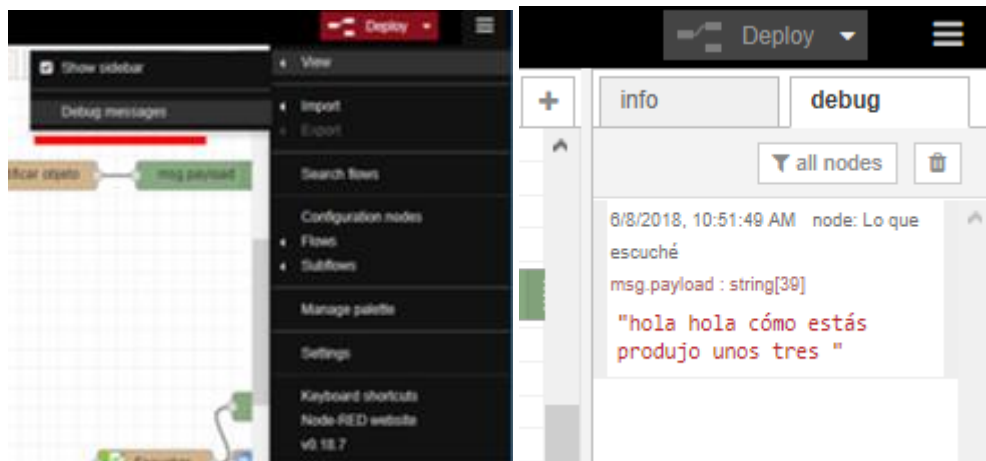 Deploy
Show sidebar
View
Debug messages
Import
Export
ficar objeto
msg.payload
Search flows
Configuration nodes
Flows
Subflows
Manage palette
Settings
Keyboard shortcuts
Node-RED website
v0.18.7
Deploy
info
debug
all nodes
6/8/2018, 10:51:49 AM node: Lo que
escuché
msg.payload : string[39]
"hola hola cómo estás
produjo unos tres "